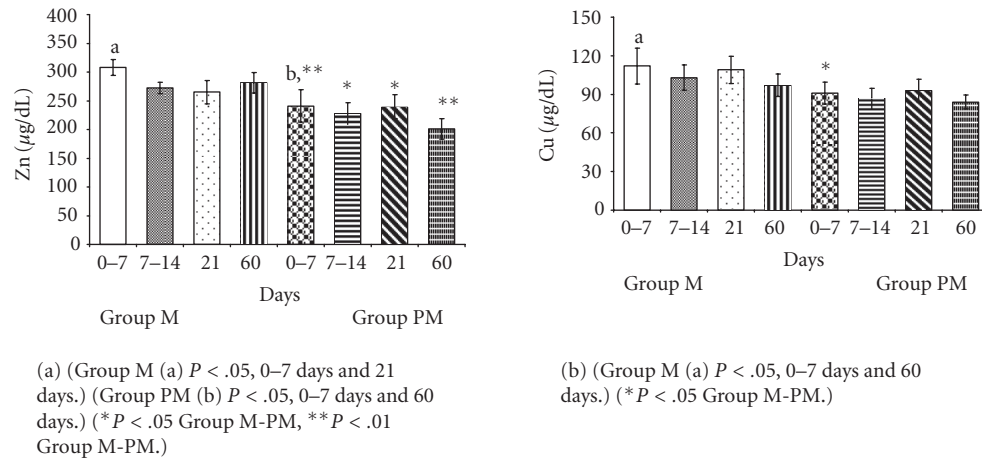 400
350
300
250
200
150
100
50
0
Zn (µg/dL)
a
b,**
*
*
**
0–7 7–14 21 60 0–7 7–14 21 60
Days
Group M Group PM
(a) (Group M (a) P < .05, 0–7 days and 21
days.) (Group PM (b) P < .05, 0–7 days and 60
days.) (*P < .05 Group M-PM, **P < .01
Group M-PM.)
150
120
90
60
30
0
Cu (µg/dL)
a
*
0–7 7–14 21 60 0–7 7–14 21 60
Days
Group M Group PM
(b) (Group M (a) P < .05, 0–7 days and 60
days.) (*P < .05 Group M-PM.)